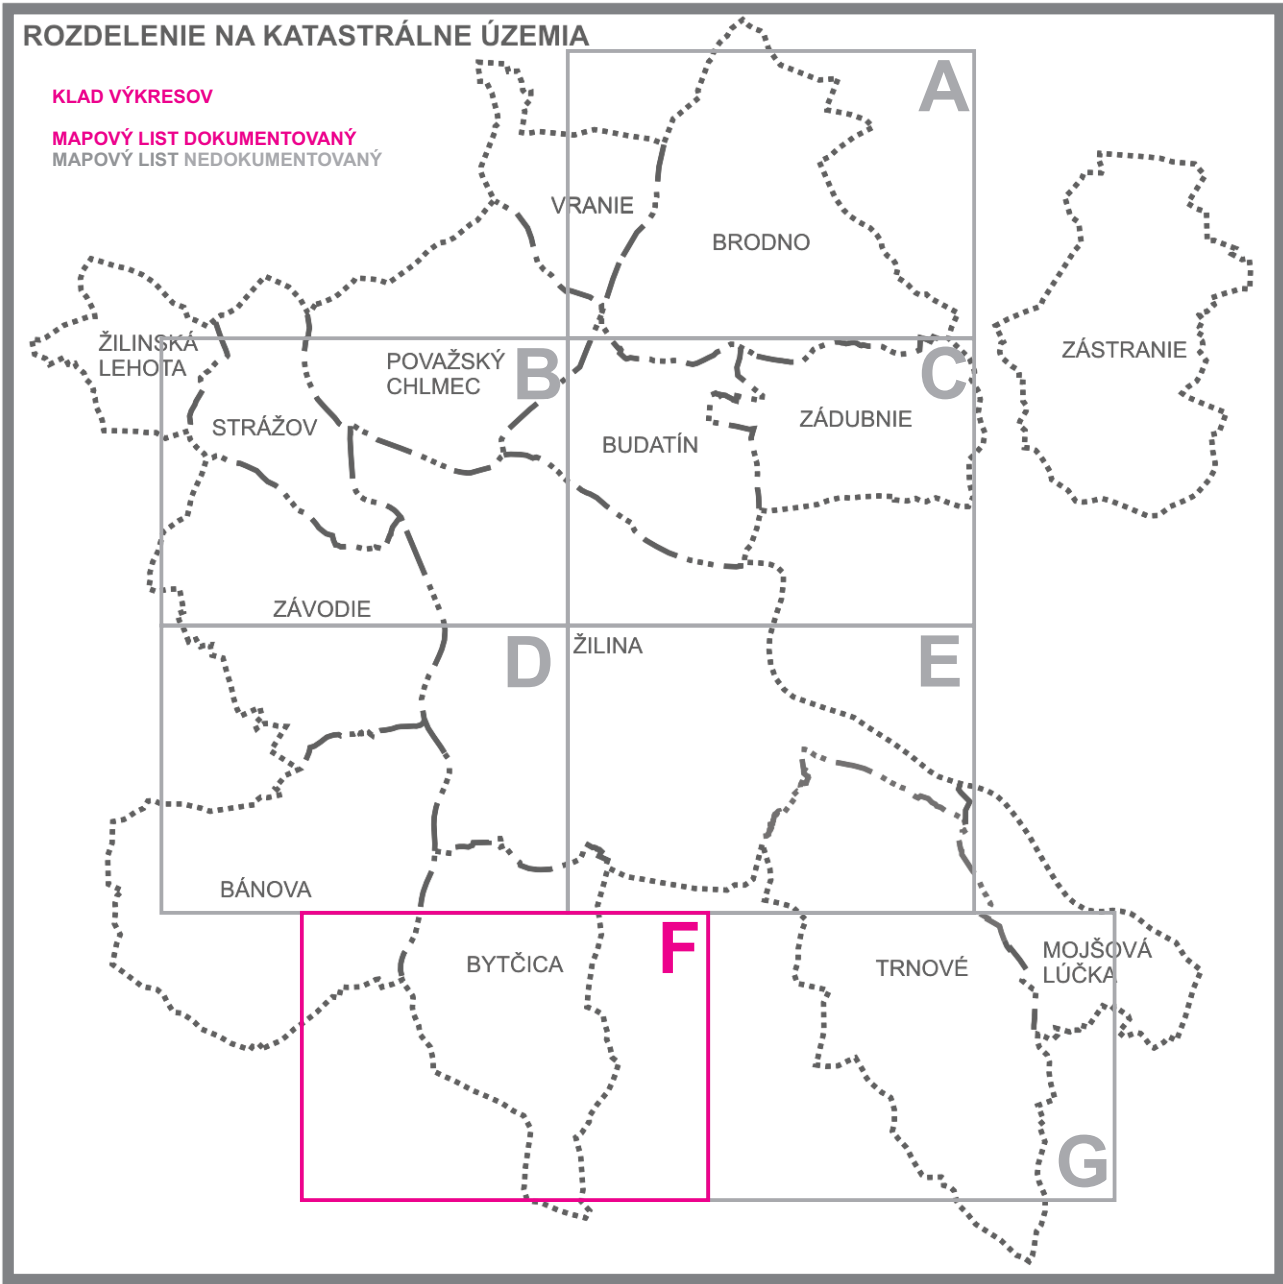 ROZDELENIE NA KATASTRÁLNE ÚZEMIA
KLAD VÝKRESOV
MAPOVÝ LIST DOKUMENTOVANÝ
MAPOVÝ LIST NEDOKUMENTOVANÝ
A
VRANIE
BRODNO
ŽILINSKÁ
LEHOTA
POVAŽSKÝ
CHLMEC
B
C
ZÁSTRANIE
STRÁŽOV
BUDATÍN
ZÁDUBNIE
ZÁVODIE
D
ŽILINA
E
BÁNOVA
BYTČICA
F
TRNOVÉ
MOJŠOVÁ
LÚČKA
G